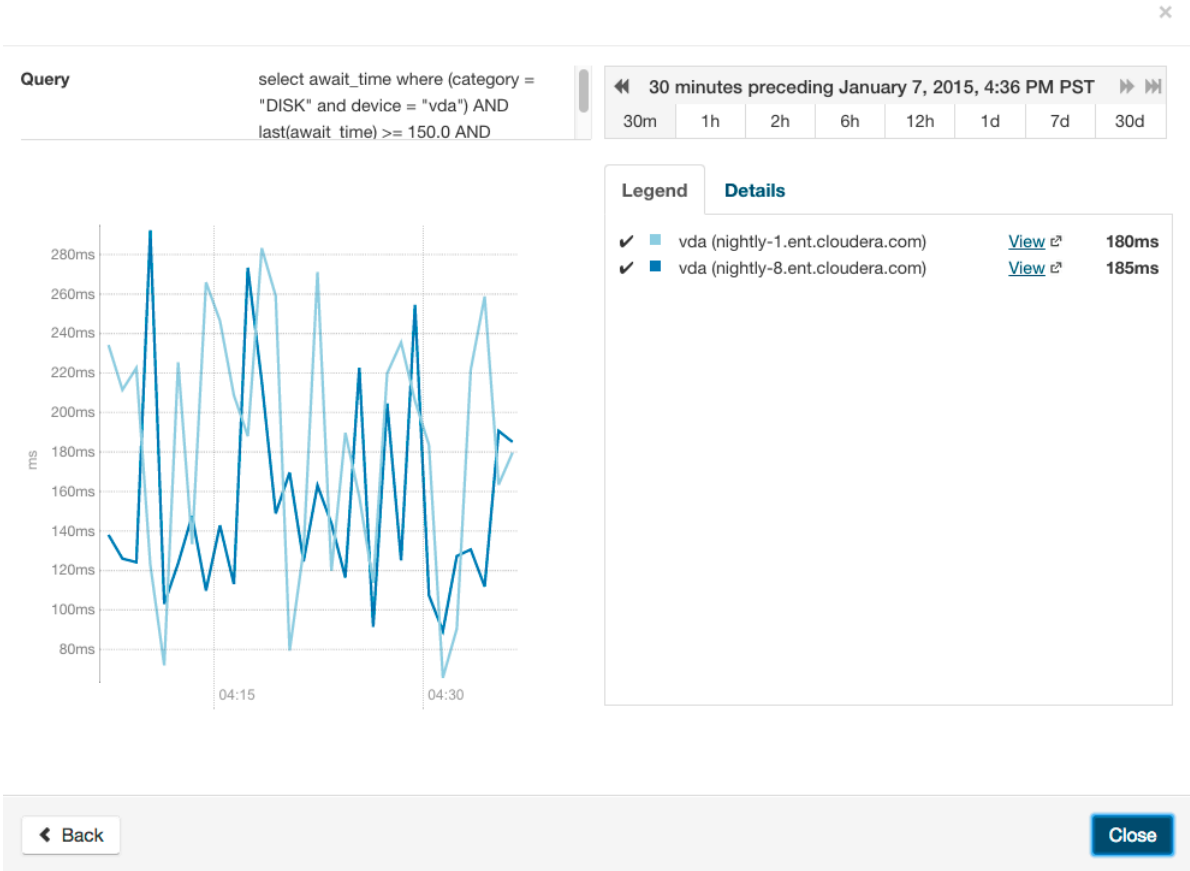 ×
Query
select await_time where (category =
"DISK" and device = "vda") AND
last(await_time) >= 150.0 AND
30 minutes preceding January 7, 2015, 4:36 PM PST
30m 1h 2h 6h 12h 1d 7d 30d
Legend Details
✔ vda (nightly-1.ent.cloudera.com) View 180ms
✔ vda (nightly-8.ent.cloudera.com) View 185ms
280ms
260ms
240ms
220ms
200ms
180ms
160ms
140ms
120ms
100ms
80ms
ms
04:15 04:30
Back
Close